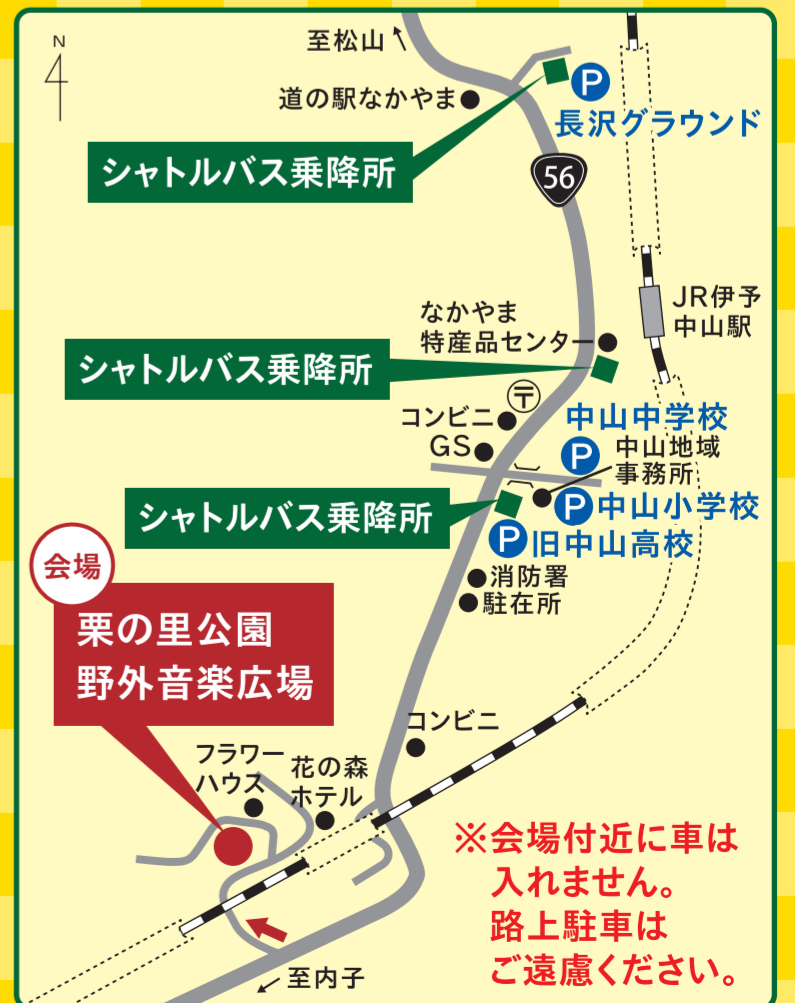 N
至松山
道の駅なかやま
P
長沢グラウンド
シャトルバス乗降所
56
JR伊予
中山駅
なかやま
特産品センター
シャトルバス乗降所
〒
コンビニ
GS
中山中学校
P
中山地域
事務所
シャトルバス乗降所
P
中山小学校
P
旧中山高校
消防署
駐在所
会場
栗の里公園
野外音楽広場
コンビニ
フラワー
ハウス
花の森
ホテル
※会場付近に車は
入れません。
路上駐車は
ご遠慮ください。
至内子